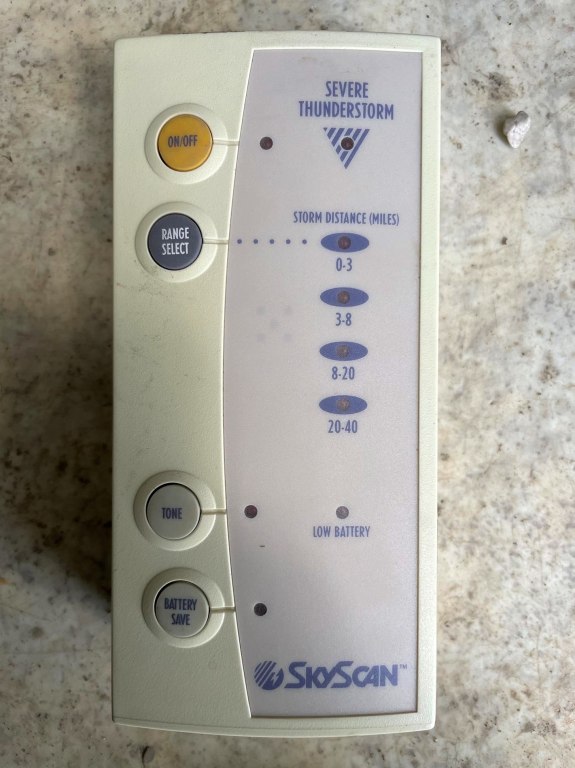 SEVERE
THUNDERSTORM
ON/OFF
RANGE
SELECT
STORM DISTANCE (MILES)
0-3
3-8
8-20
20-40
TONE
LOW BATTERY
BATTERY
SAVE
SKYSCAN™